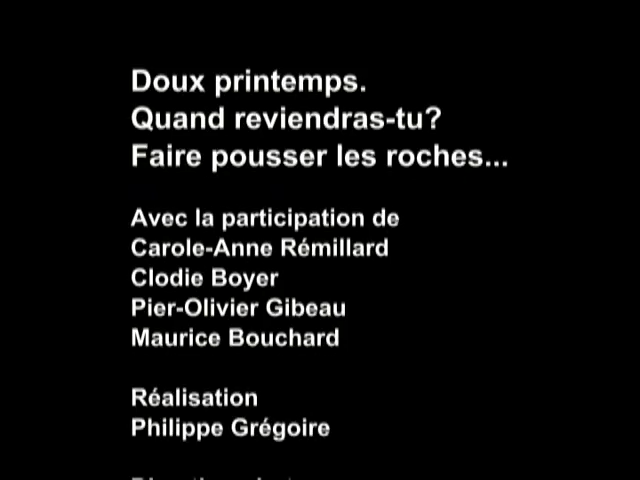 Doux printemps.
Quand reviendras-tu?
Faire pousser les roches...
Avec la participation de
Carole-Anne Rémillard
Clodie Boyer
Pier-Olivier Gibeau
Maurice Bouchard
Réalisation
Philippe Grégoire